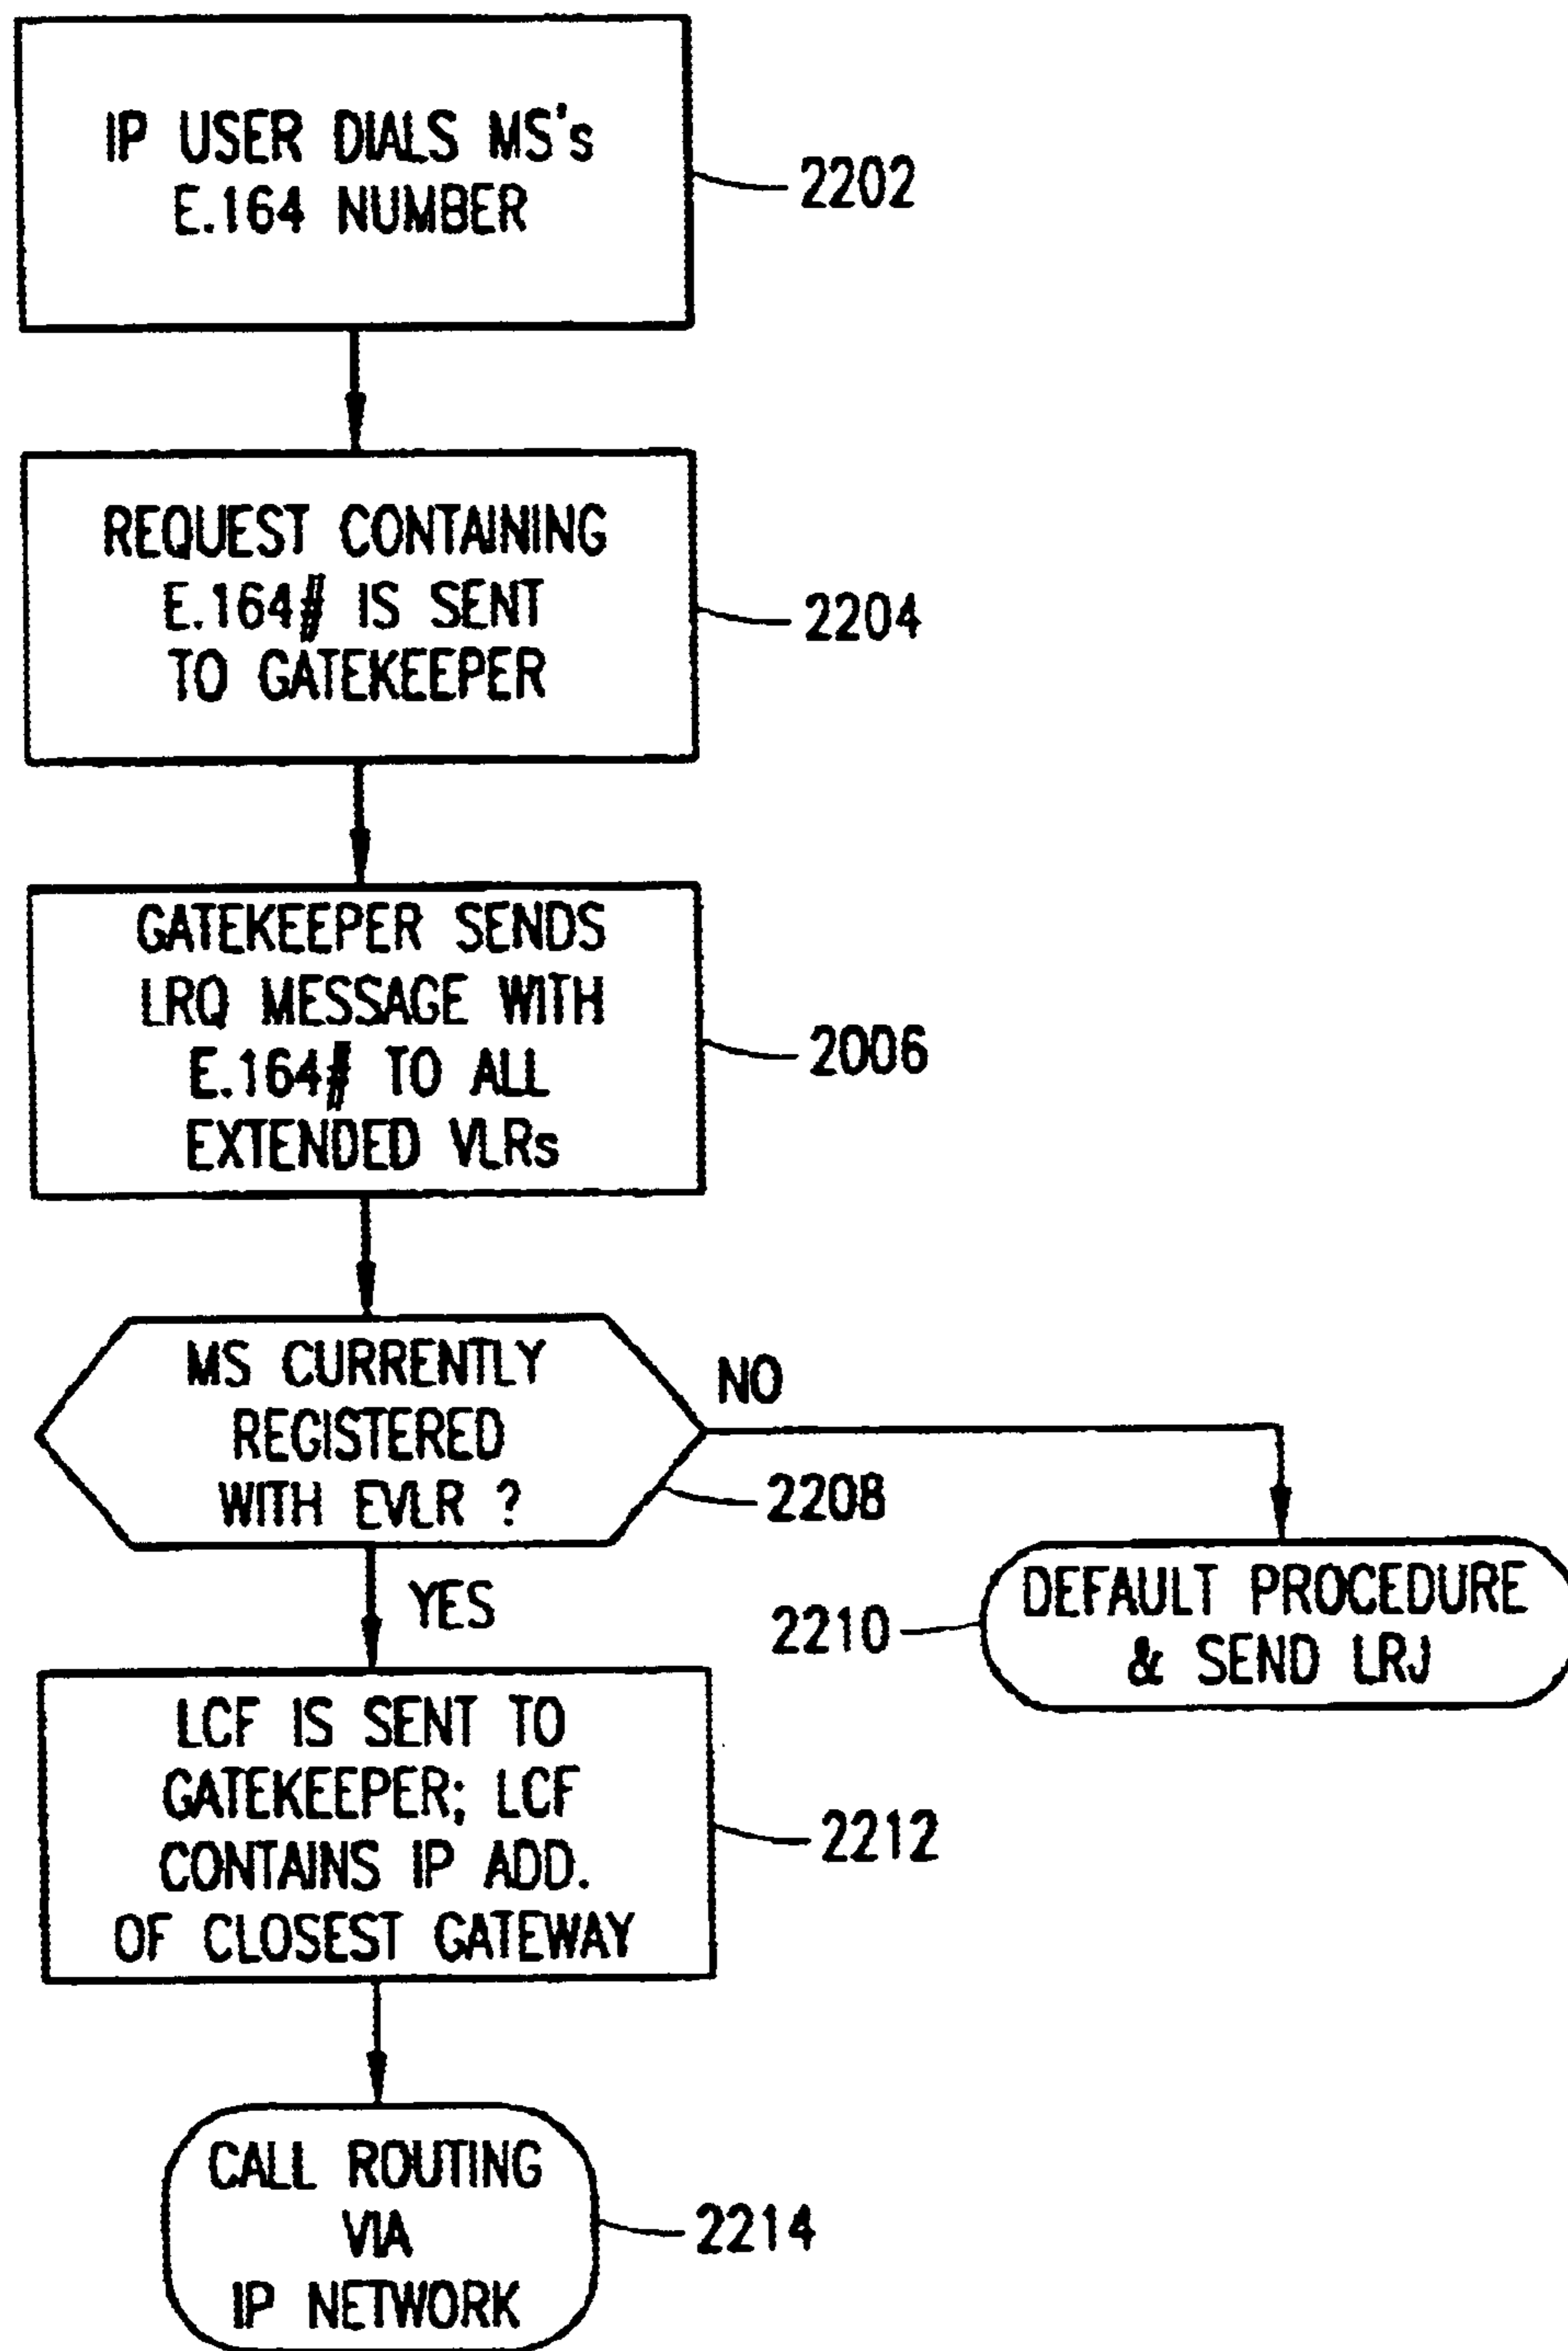 IP USER DIALS MS's
E.164 NUMBER
2202
REQUEST CONTAINING
E.164# IS SENT
TO GATEKEEPER
2204
GATEKEEPER SENDS
LRQ MESSAGE WITH
E.164# TO ALL
EXTENDED VLRs
2006
MS CURRENTLY
REGISTERED
WITH EVLR ?
2208
NO
DEFAULT PROCEDURE
& SEND LRJ
2210
YES
LCF IS SENT TO
GATEKEEPER; LCF
CONTAINS IP ADD.
OF CLOSEST GATEWAY
2212
CALL ROUTING
VIA
IP NETWORK
2214